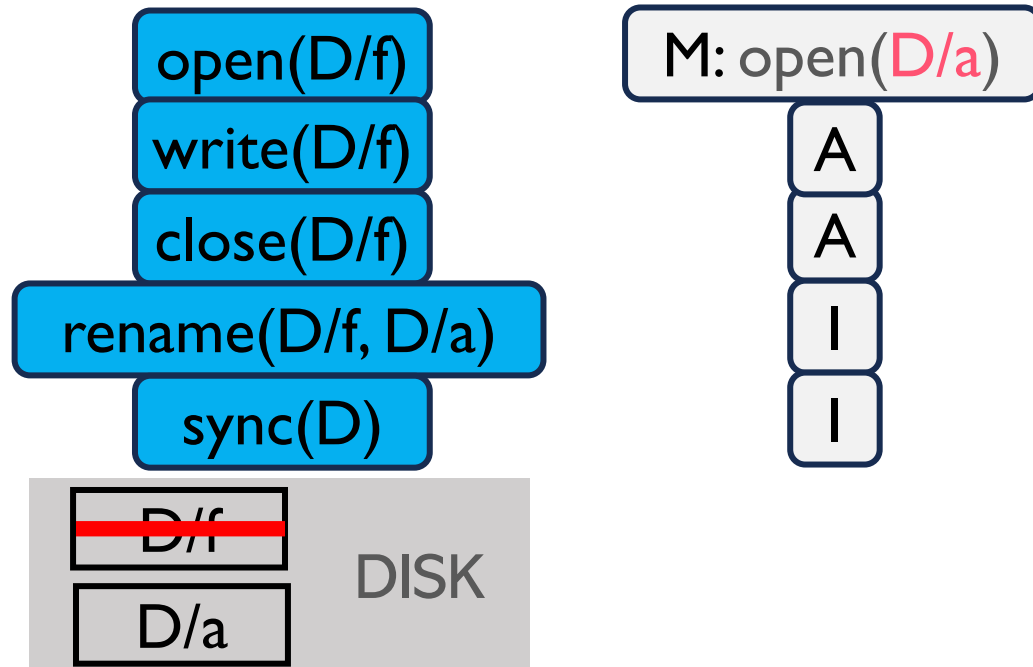 open(D/f)
write(D/f)
close(D/f)
rename(D/f, D/a)
sync(D)
D/f
D/a
DISK
M: open(D/a)
A
A
I
I